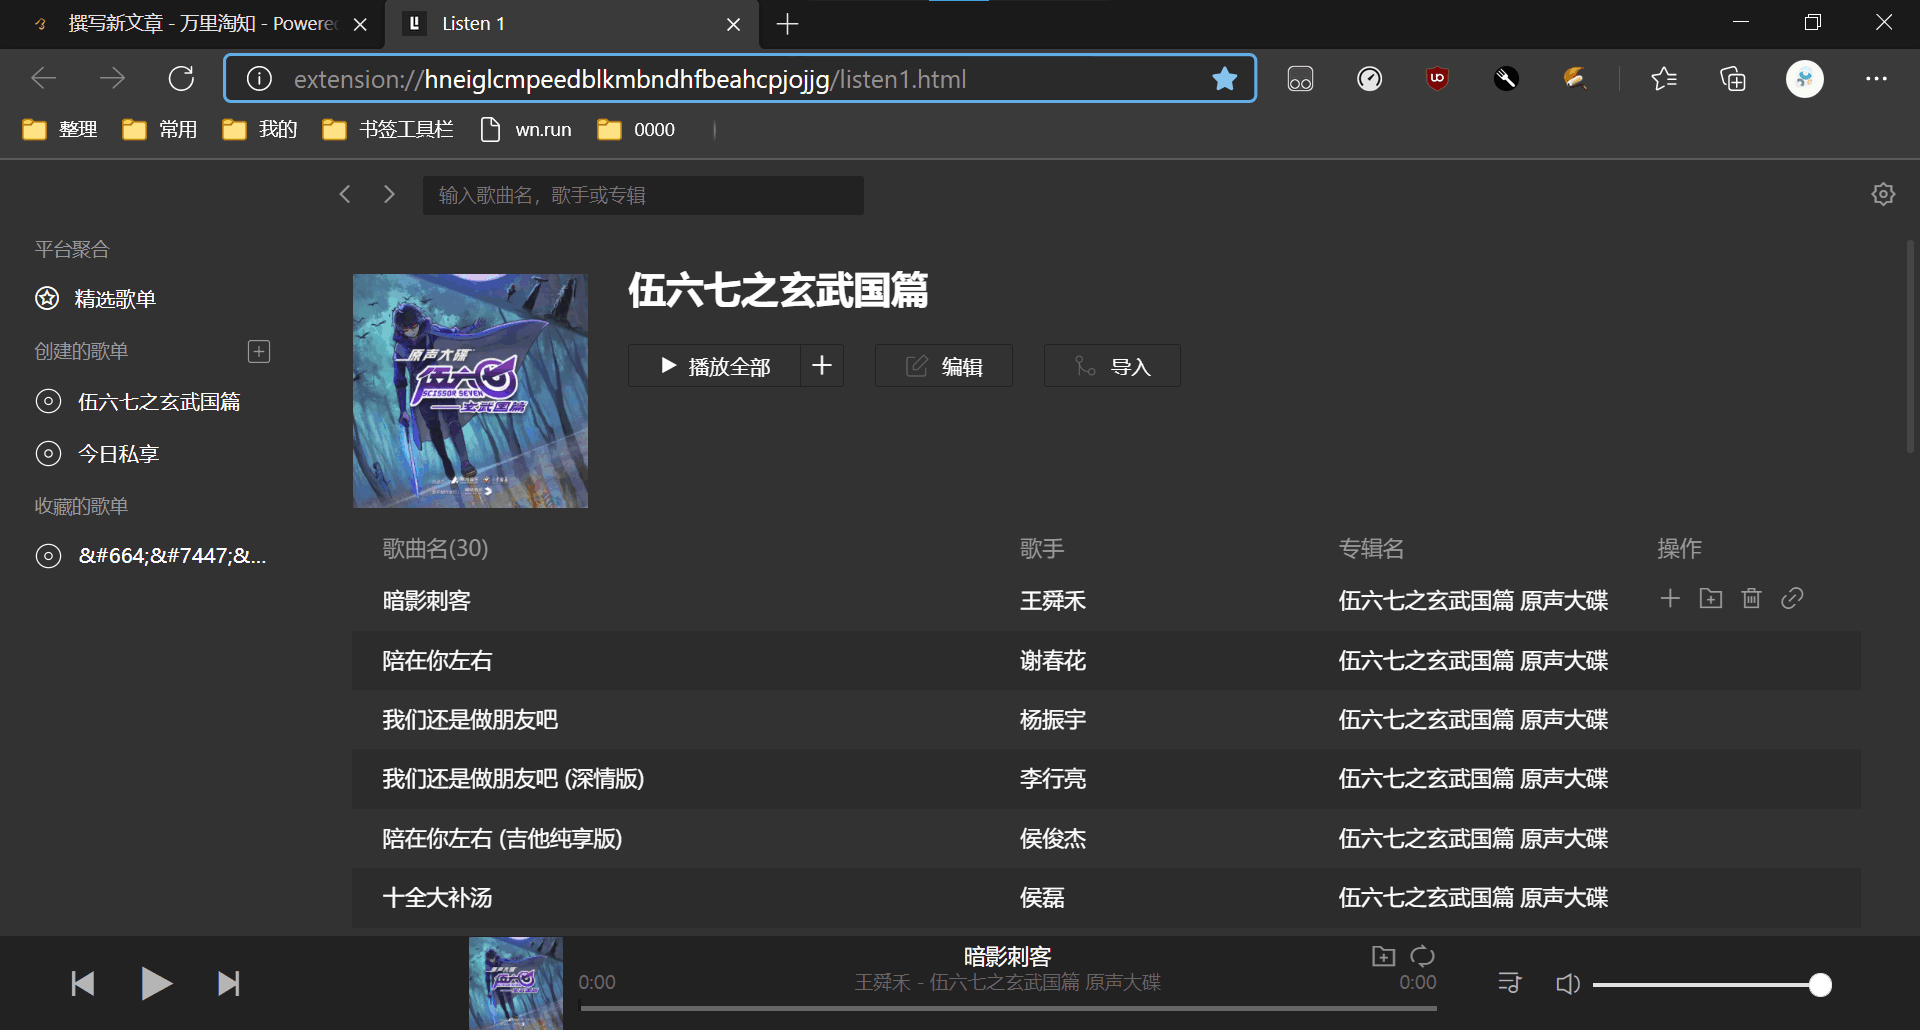 撰写新文章 - 万里淘知 - Powere
Listen 1
extension://hneiglcmpeedblkmbndhfbeahcpjojjg/listen1.html
整理
常用
我的
书签工具栏
wn.run
0000
输入歌曲名，歌手或专辑
平台聚合
精选歌单
创建的歌单
伍六七之玄武国篇
今日私享
收藏的歌单
&#664;&#7447;&...
原声大碟
伍六七
SCISSOR SEVEN
玄武国篇
伍六七之玄武国篇
播放全部
编辑
导入
歌曲名(30) 歌手 专辑名 操作
暗影刺客 王舜禾 伍六七之玄武国篇 原声大碟
陪在你左右 谢春花 伍六七之玄武国篇 原声大碟
我们还是做朋友吧 杨振宇 伍六七之玄武国篇 原声大碟
我们还是做朋友吧 (深情版) 李行亮 伍六七之玄武国篇 原声大碟
陪在你左右 (吉他纯享版) 侯俊杰 伍六七之玄武国篇 原声大碟
十全大补汤 侯磊 伍六七之玄武国篇 原声大碟
暗影刺客
0:00 王舜禾 - 伍六七之玄武国篇 原声大碟 0:00